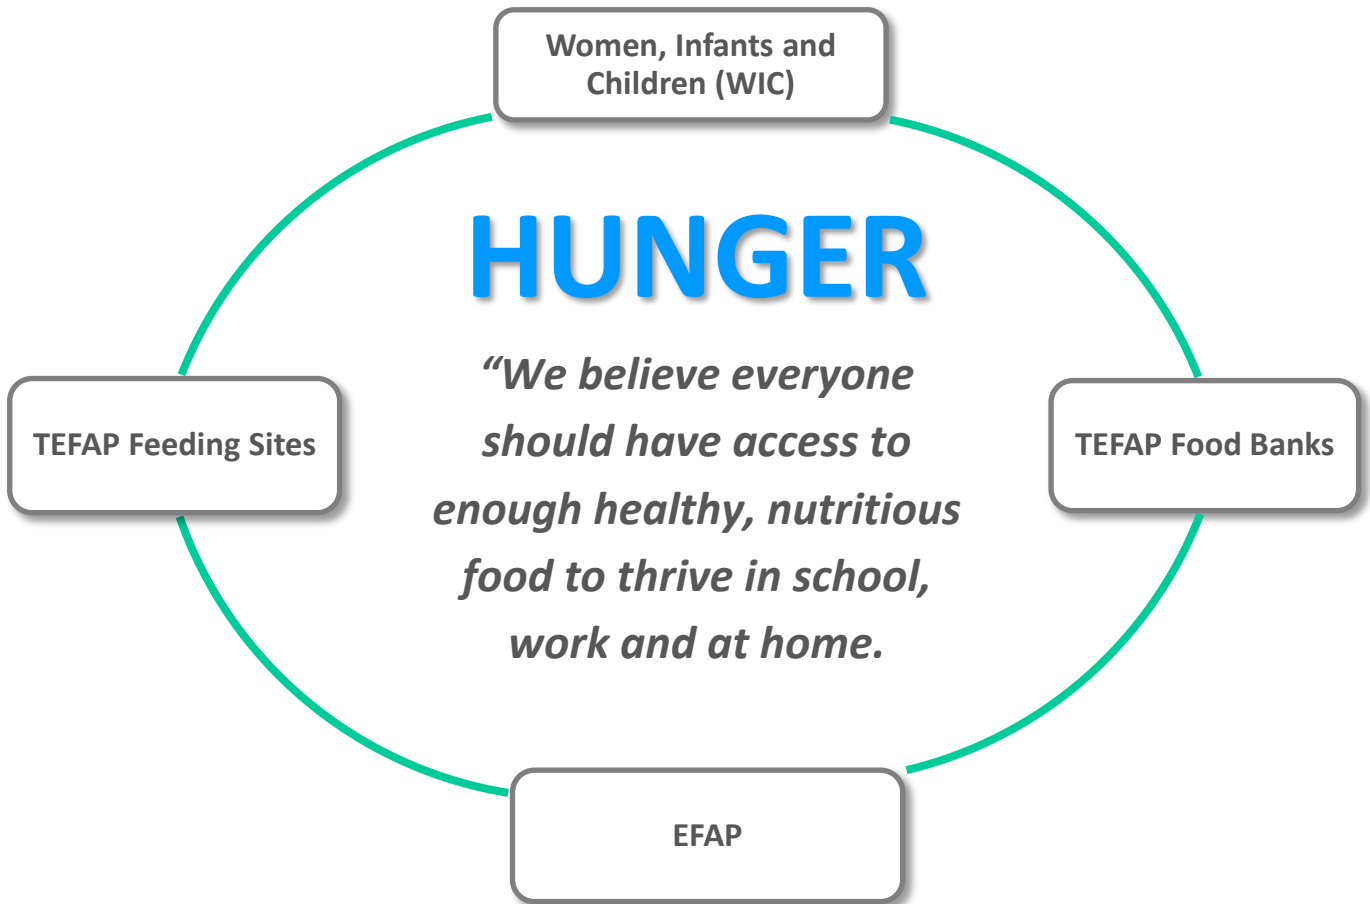 Women, Infants and
Children (WIC)
HUNGER
“We believe everyone
should have access to
enough healthy, nutritious
food to thrive in school,
work and at home.
TEFAP Feeding Sites
TEFAP Food Banks
EFAP